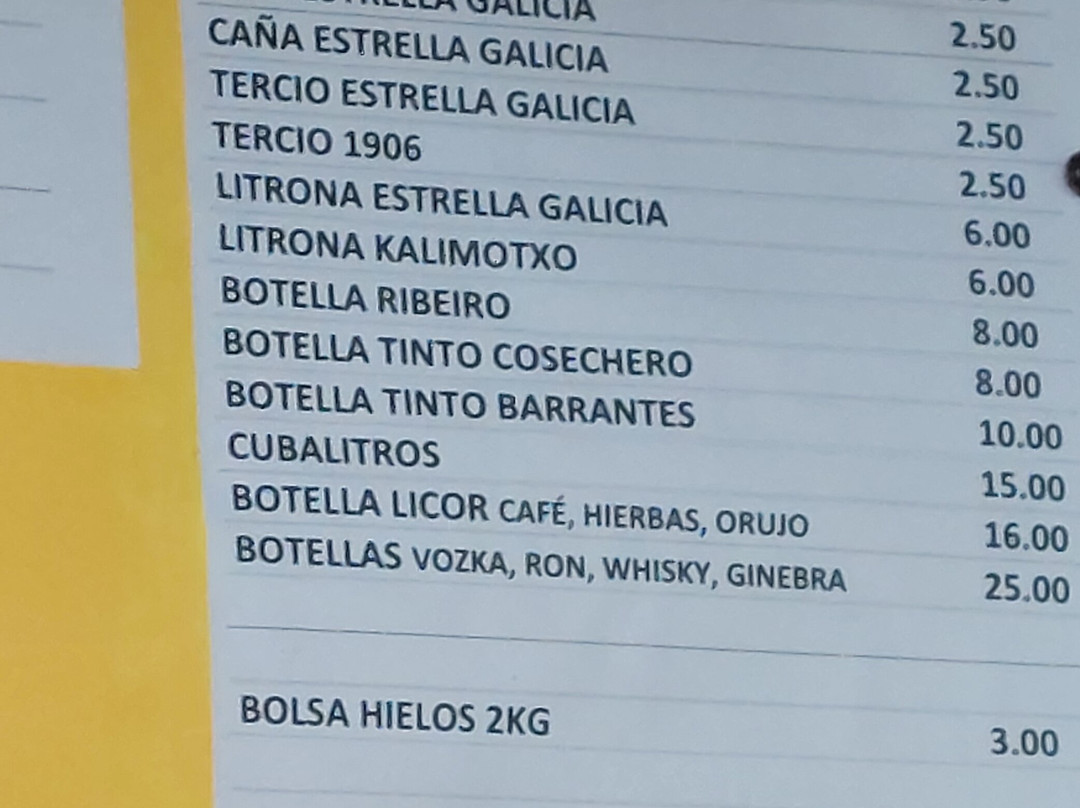 ESTRELLA GALICIA 2.50
CAÑA ESTRELLA GALICIA 2.50
TERCIO ESTRELLA GALICIA 2.50
TERCIO 1906 2.50
LITRONA ESTRELLA GALICIA 6.00
LITRONA KALIMOTXO 6.00
BOTELLA RIBEIRO 8.00
BOTELLA TINTO COSECHERO 8.00
BOTELLA TINTO BARRANTES 10.00
CUBALITROS 15.00
BOTELLA LICOR CAFÉ, HIERBAS, ORUJO 16.00
BOTELLAS VOZKA, RON, WHISKY, GINEBRA 25.00
BOLSA HIELOS 2KG 3.00